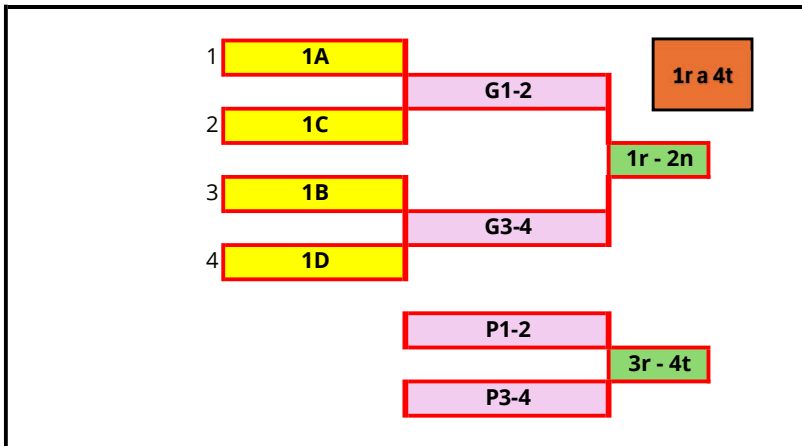 1 1A
G1-2
1r a 4t
2 1C
1r - 2n
3 1B
G3-4
4 1D
P1-2
3r - 4t
P3-4